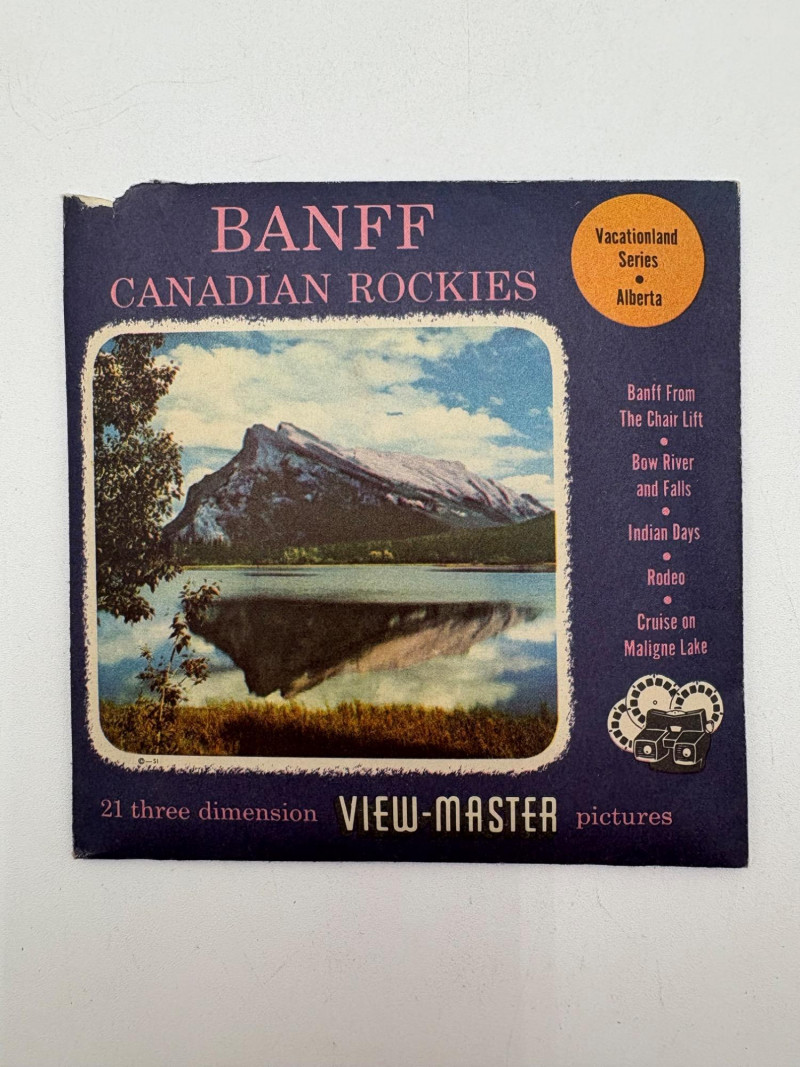 BANFF
CANADIAN ROCKIES
Vacationland
Series
•
Alberta
Banff From
The Chair Lift
•
Bow River
and Falls
•
Indian Days
•
Rodeo
•
Cruise on
Maligne Lake
©—51
21 three dimension VIEW-MASTER pictures